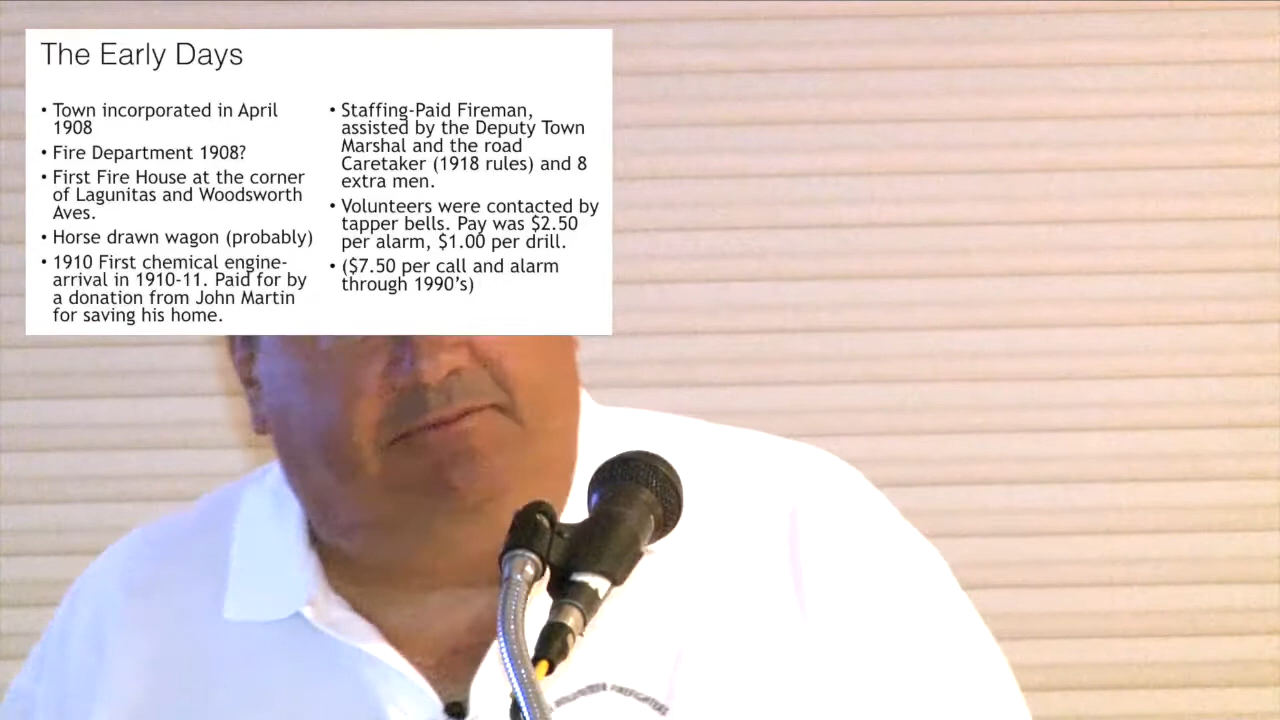 The Early Days
• Town incorporated in April
1908
• Fire Department 1908?
• First Fire House at the corner
of Lagunitas and Woodsworth
Aves.
• Horse drawn wagon (probably)
• 1910 First chemical engine-
arrival in 1910-11. Paid for by
a donation from John Martin
for saving his home.
• Staffing-Paid Fireman,
assisted by the Deputy Town
Marshal and the road
Caretaker (1918 rules) and 8
extra men.
• Volunteers were contacted by
tapper bells. Pay was $2.50
per alarm, $1.00 per drill.
• ($7.50 per call and alarm
through 1990's)
VOLUNTEER FIREFIGHTERS